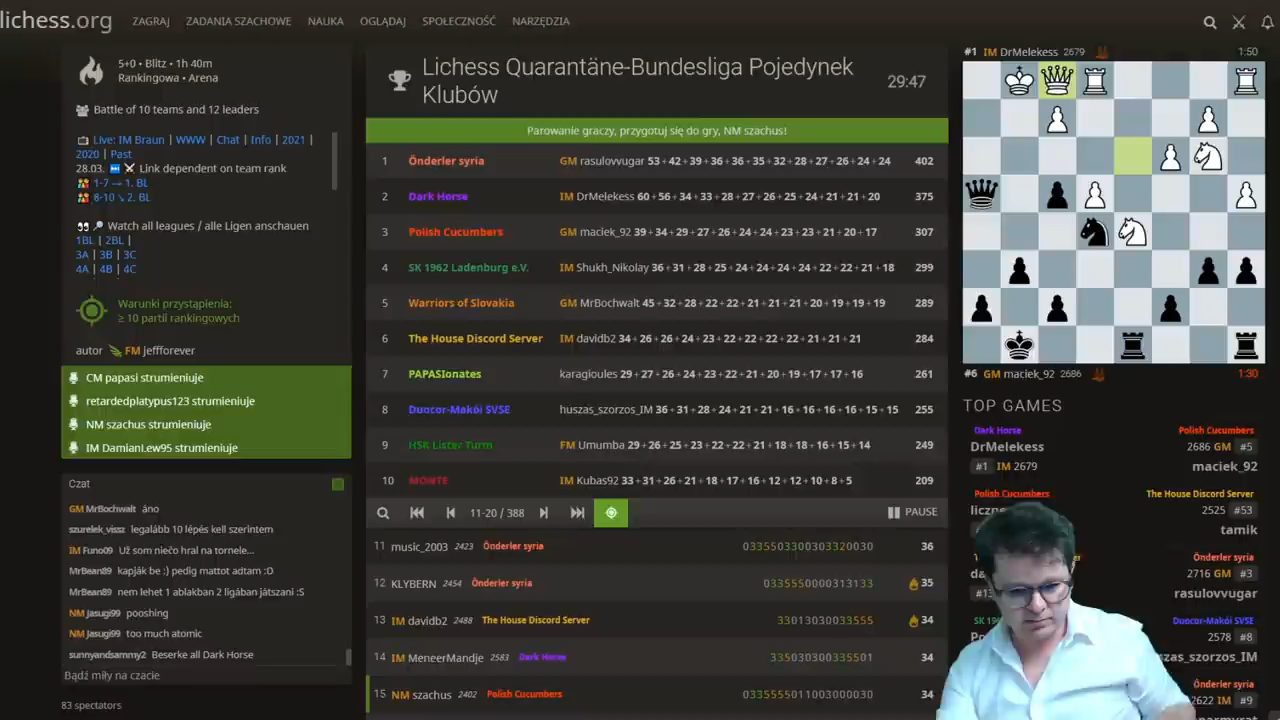 lichess.org
ZAGRAJ ZADANIA SZACHOWE NAUKA OGLĄDAJ SPOŁECZNOŚĆ NARZĘDZIA
5+0 • Blitz • 1h 40m
Rankingowa • Arena
Battle of 10 teams and 12 leaders
Live: IM Braun | WWW | Chat | Info | 2021 |
2020 | Past
28.03. Link dependent on team rank
1-7 → 1. BL
8-10 ↘ 2. BL
Watch all leagues / alle Ligen anschauen
1BL | 2BL |
3A | 3B | 3C
4A | 4B | 4C
Warunki przystąpienia:
≥ 10 partii rankingowych
autor FM jefforever
CM papasi strumieniuje
retardedplatypus123 strumieniuje
NM szachus strumieniuje
IM DamianLew95 strumieniuje
Czat
GM MrBochwalt áno
szurelek_vissz legalább 10 lépés kell szerintem
IM Funo09 Už som niečo hral na tornele...
MrBean89 kapják be :) pedig mattot adtam :D
MrBean89 nem lehet 1 ablakban 2 ligában játszani :S
NM Jasugi99 pooshing
NM Jasugi99 too much atomic
sunnyandsammy2 Beserke all Dark Horse
Bądź miły na czacie
83 spectators
Lichess Quarantäne-Bundesliga Pojedynek
Klubów
29:47
Parowanie graczy, przygotuj się do gry, NM szachus!
1 Önderler syria GM rasulovvugar 53+42+39+36+36+35+32+28+27+26+24+24 402
2 Dark Horse IM DrMelekess 60+56+34+33+28+27+26+25+24+21+21+20 375
3 Polish Cucumbers GM maciek_92 39+34+29+27+26+24+24+23+23+21+20+17 307
4 SK 1962 Ladenburg e.V. IM Shukh_Nikolay 36+31+28+25+24+24+24+24+22+22+21+18 299
5 Warriors of Slovakia GM MrBochwalt 45+32+28+22+22+21+21+21+20+19+19+19 289
6 The House Discord Server IM davidb2 34+26+26+24+23+22+22+22+22+21+21+21 284
7 PAPASIonates karagioules 29+27+26+24+23+22+21+20+19+17+17+16 261
8 Duocor-Makói SVSE huszas_szorzos_IM 36+31+28+24+21+21+16+16+16+16+15+15 255
9 HSK Lister Turm FM Umumba 29+26+25+23+22+22+21+18+18+16+15+14 249
10 MONTE IM Kubas92 33+31+26+21+18+17+16+12+12+10+8+5 209
11-20 / 388 PAUSE
11 music_2003 2423 Önderler syria 0335503300303320030 36
12 KLYBERN 2454 Önderler syria 033555000031313 3 35
13 IM davidb2 2488 The House Discord Server 33013030033555 34
14 IM MeneerMandje 2583 Dark Horse 335030300335501 34
15 NM szachus 2402 Polish Cucumbers 0335555011003000030 34
#1 IM DrMelekess 2679 1:50
#6 GM maciek_92 2686 1:30
TOP GAMES
Dark Horse Polish Cucumbers
DrMelekess 2686 GM #5
#1 IM 2679 maciek_92
Polish Cucumbers The House Discord Server
2525 #53
tamik
Önderler syria
2716 GM #3
rasulovvugar
Duocor-Makói SVSE
2578 #8
Önderler syria
2622 IM #9